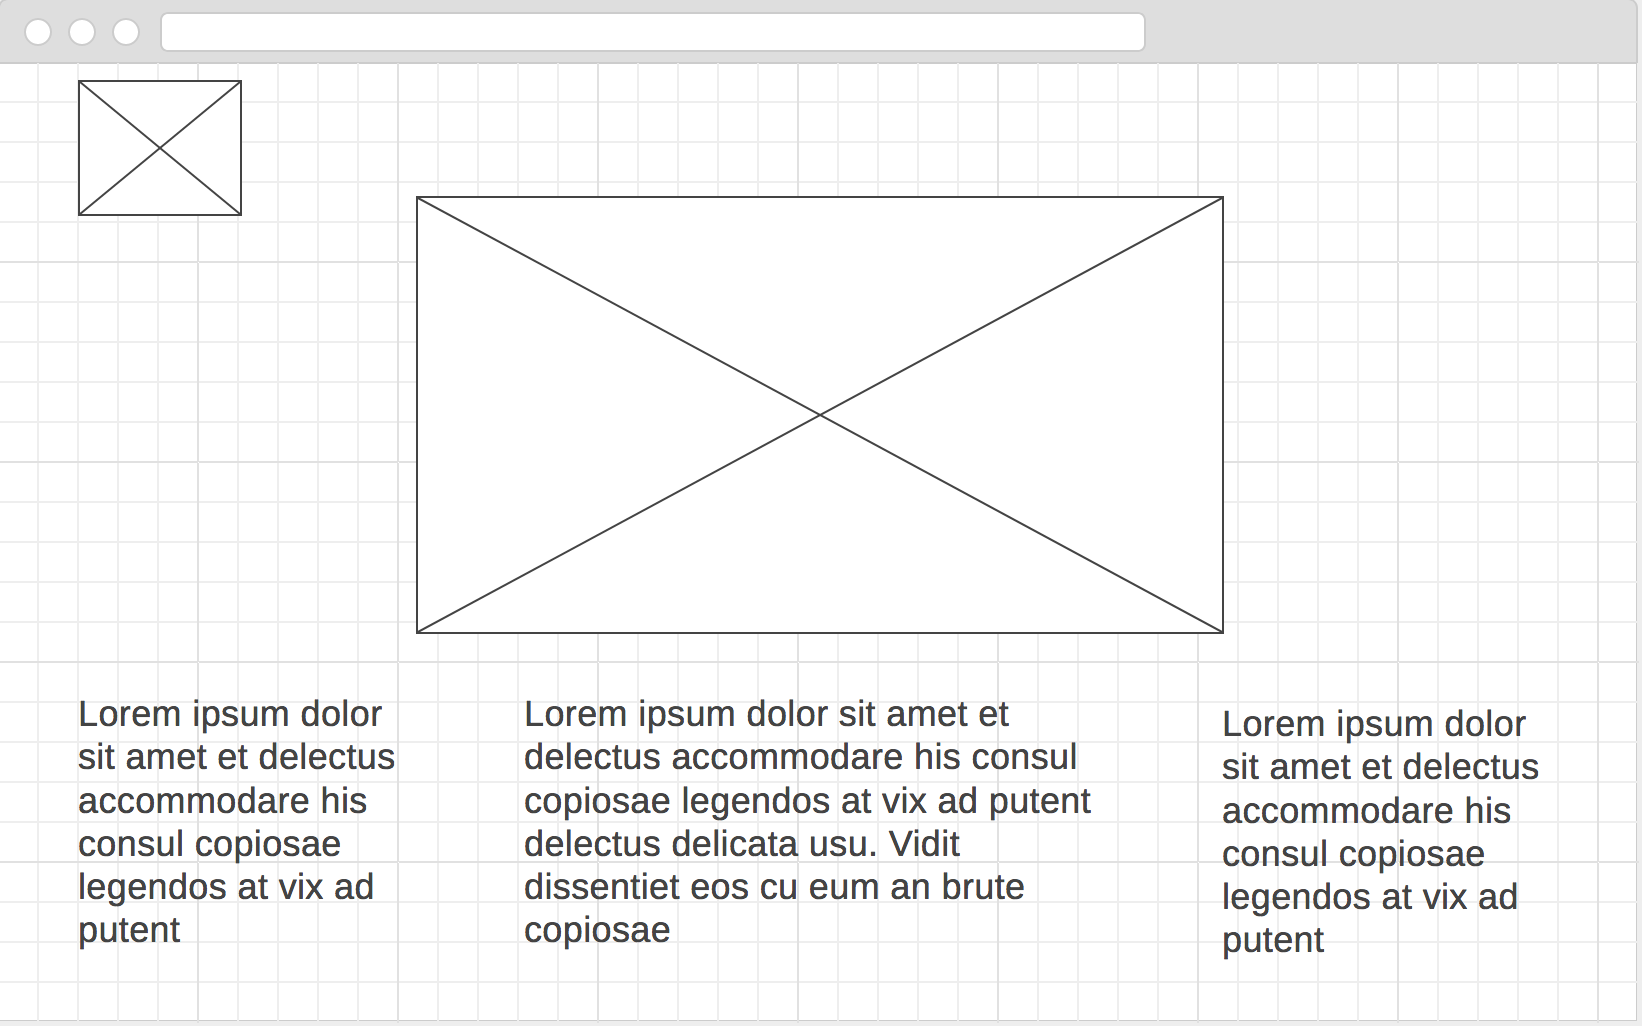 Lorem ipsum dolor
sit amet et delectus
accommodare his
consul copiosae
legendos at vix ad
putent
Lorem ipsum dolor sit amet et
delectus accommodare his consul
copiosae legendos at vix ad putent
delectus delicata usu. Vidit
dissentiet eos cu eum an brute
copiosae
Lorem ipsum dolor
sit amet et delectus
accommodare his
consul copiosae
legendos at vix ad
putent